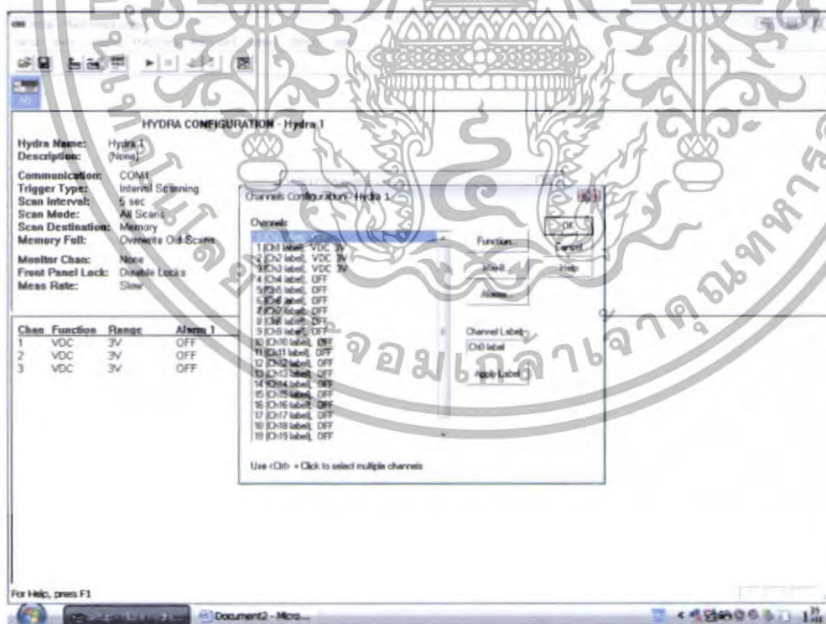 HYDRA CONFIGURATION - Hydra 1
Hydra Name: Hydra 1
Description: (None)
Communication: COM1
Trigger Type: Interval Scanning
Scan Interval: 5 sec
Scan Mode: All Scans
Scan Destination: Memory
Memory Full: Overwrite Old Scans
Monitor Chan: None
Front Panel Lock: Disable Locks
Meas Rate: Slow
Chan Function Range Alarm 1
1 VDC 3V OFF
2 VDC 3V OFF
3 VDC 3V OFF
Channels Configuration - Hydra 1
Channels:
1 (Ch1 label), VDC 3V
2 (Ch2 label), VDC 3V
3 (Ch3 label), VDC 3V
4 (Ch4 label), OFF
5 (Ch5 label), OFF
6 (Ch6 label), OFF
7 (Ch7 label), OFF
8 (Ch8 label), OFF
9 (Ch9 label), OFF
10 (Ch10 label), OFF
11 (Ch11 label), OFF
12 (Ch12 label), OFF
13 (Ch13 label), OFF
14 (Ch14 label), OFF
15 (Ch15 label), OFF
16 (Ch16 label), OFF
17 (Ch17 label), OFF
18 (Ch18 label), OFF
19 (Ch19 label), OFF
Function...
Mx+B...
Alarms...
Channel Label:
Ch0 label
Apply Label
OK
Cancel
Help
Use <Ctrl> + Click to select multiple channels
For Help, press F1
Document2 - Micro...